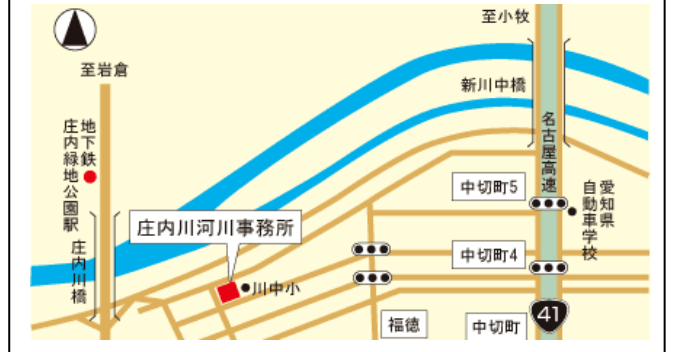 至小牧
至岩倉
新川中橋
名古屋高速
地下鉄
庄内緑地公園駅
中切町5
愛知県
自動車学校
庄内川河川事務所
庄内川橋
中切町4
川中小
41
福徳
中切町